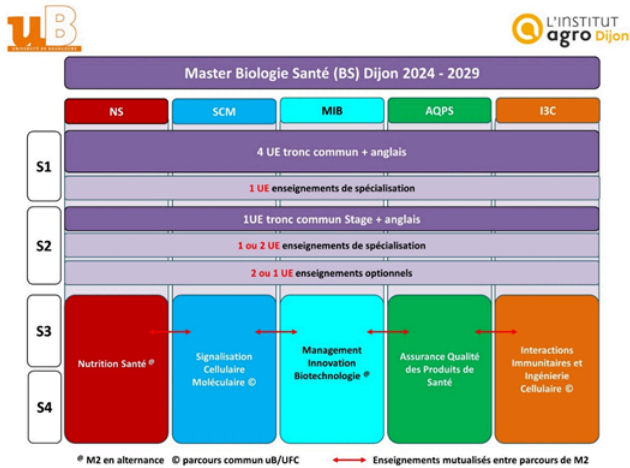 uB
UNIVERSITÉ DE BOURGOGNE
L'INSTITUT
agro Dijon
Master Biologie Santé (BS) Dijon 2024 - 2029
NS
SCM
MIB
AQPS
I3C
S1
4 UE tronc commun + anglais
1 UE enseignements de spécialisation
S2
1UE tronc commun Stage + anglais
1 ou 2 UE enseignements de spécialisation
2 ou 1 UE enseignements optionnels
S3
S4
Nutrition Santé @
Signalisation
Cellulaire
Moléculaire ©
Management
Innovation
Biotechnologie @
Assurance Qualité
des Produits de
Santé
Interactions
Immunitaires et
Ingénierie
Cellulaire ©
@ M2 en alternance © parcours commun uB/UFC
Enseignements mutualisés entre parcours de M2